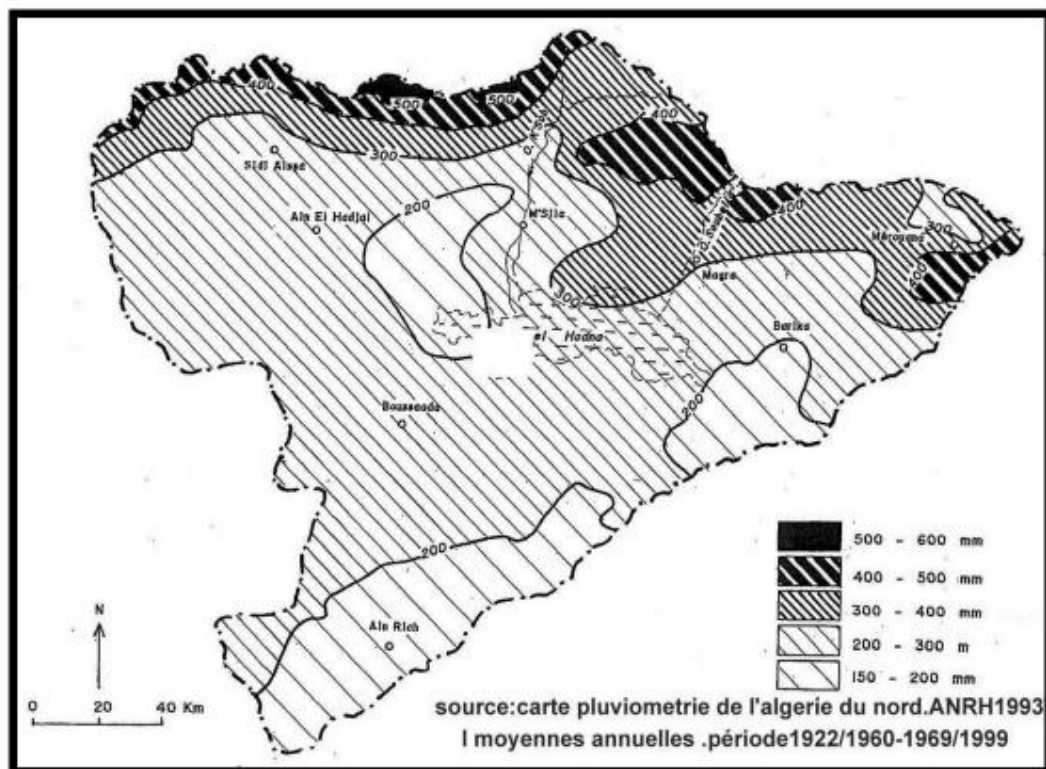 400
500
500
400
300
Sidi Aissa
Ain El Hadjel
200
M'Sila
400
300
300
400
Magra
300
el Hodna
Barika
200
Boussaada
200
Ain Rich
500 - 600 mm
400 - 500 mm
300 - 400 mm
200 - 300 m
150 - 200 mm
N
0 20 40 Km
source:carte pluviometrie de l'algerie du nord.ANRH1993
l moyennes annuelles .période1922/1960-1969/1999